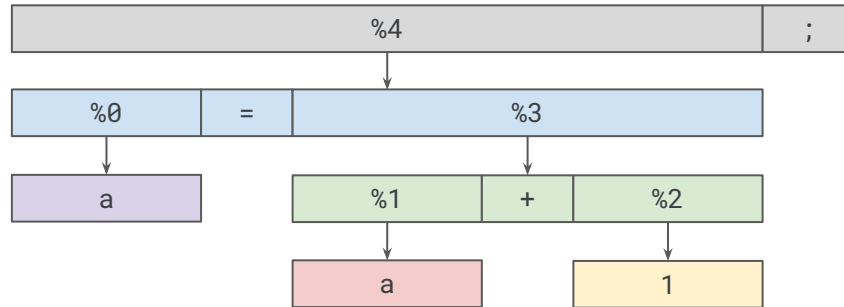 %4 ;
%0 = %3
a %1 + %2
a 1